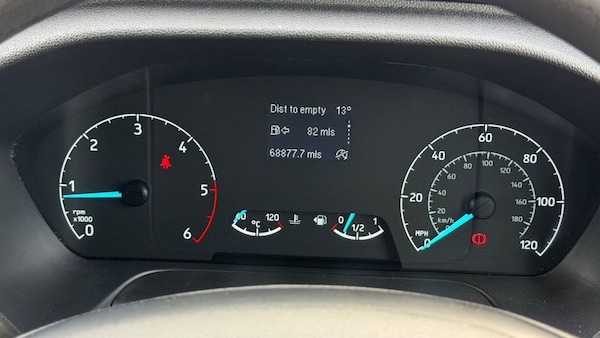 Dist to empty 13°
82 mls
68877.7 mls
3
2
4
1
5
rpm
x1000
0
6
60 120
°C
0 1
1/2
60
40 80
20 100
MPH
0 120
100
80 120
60 140
40 160
20 180
km/h
0